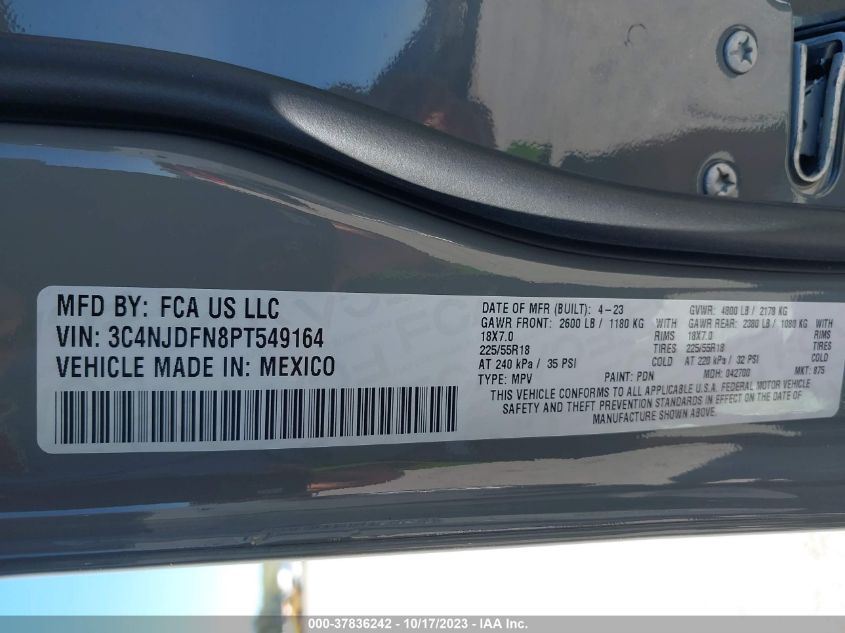 MFD BY: FCA US LLC
VIN: 3C4NJDFN8PT549164
VEHICLE MADE IN: MEXICO
DATE OF MFR (BUILT): 4-23 GVWR: 4800 LB / 2178 KG
GAWR FRONT: 2600 LB / 1180 KG WITH GAWR REAR: 2380 LB / 1080 KG WITH
18X7.0 RIMS 18X7.0 RIMS
225/55R18 TIRES 225/55R18 TIRES
AT 240 kPa / 35 PSI COLD AT 220 kPa / 32 PSI COLD
TYPE: MPV PAINT: PDN MDH: 042700 MKT: 875
THIS VEHICLE CONFORMS TO ALL APPLICABLE U.S.A. FEDERAL MOTOR VEHICLE
SAFETY AND THEFT PREVENTION STANDARDS IN EFFECT ON THE DATE OF
MANUFACTURE SHOWN ABOVE.
000-37836242 - 10/17/2023 - IAA Inc.